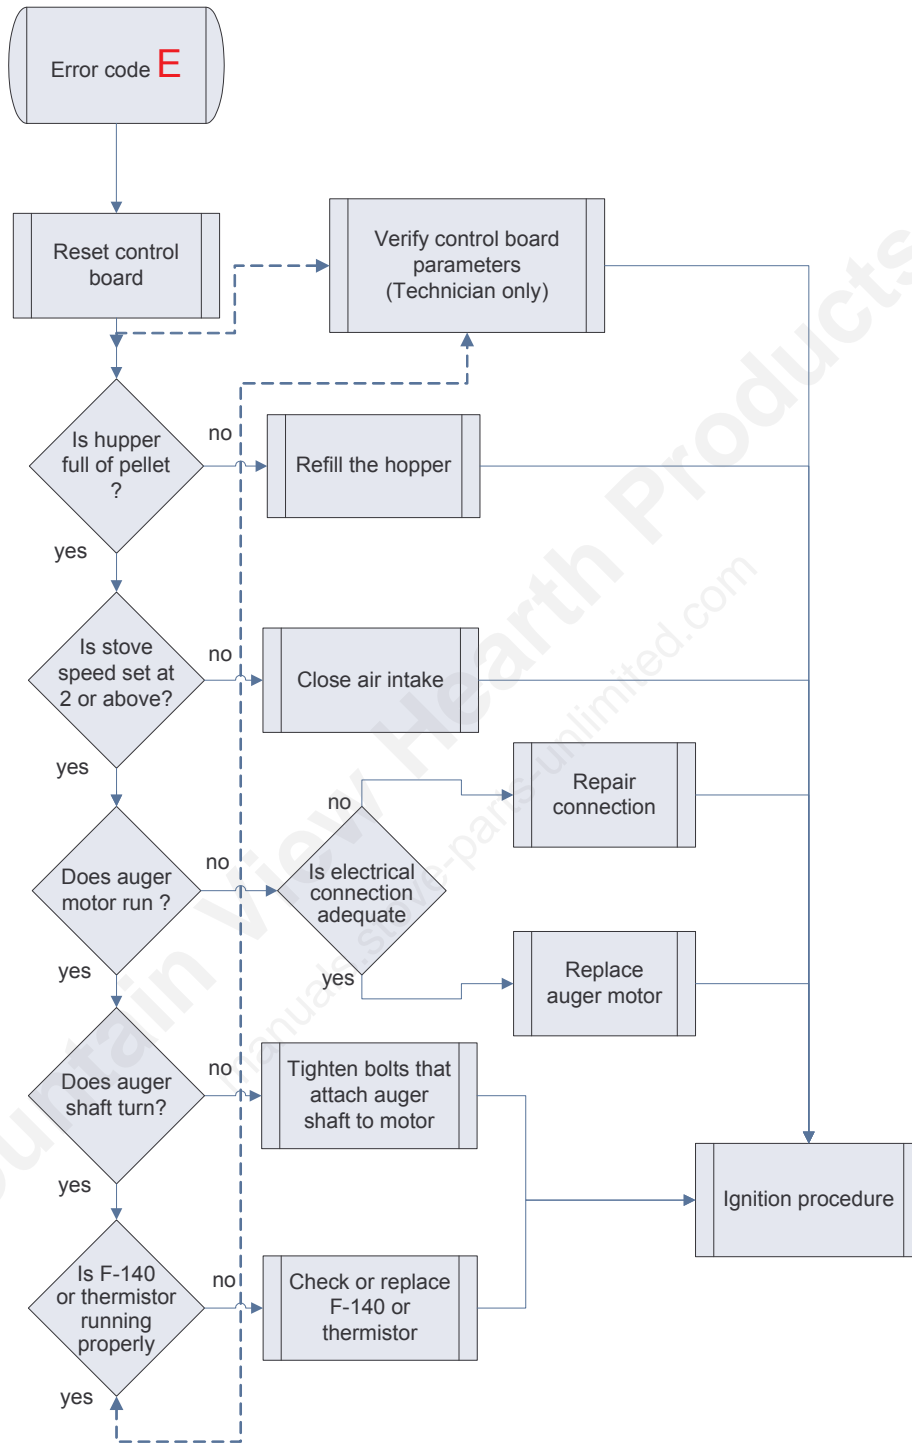 Error code E
Reset control
board
Verify control board
parameters
(Technician only)
Is hupper
full of pellet
?
no
Refill the hopper
yes
Is stove
speed set at
2 or above?
no
Close air intake
yes
Does auger
motor run ?
no
Is electrical
connection
adequate
no
Repair
connection
yes
Replace
auger motor
yes
Does auger
shaft turn?
no
Tighten bolts that
attach auger
shaft to motor
yes
Is F-140
or thermistor
running
properly
no
Check or replace
F-140 or
thermistor
yes
Ignition procedure
View Hearth Products
manuals.stove-parts-unlimited.com